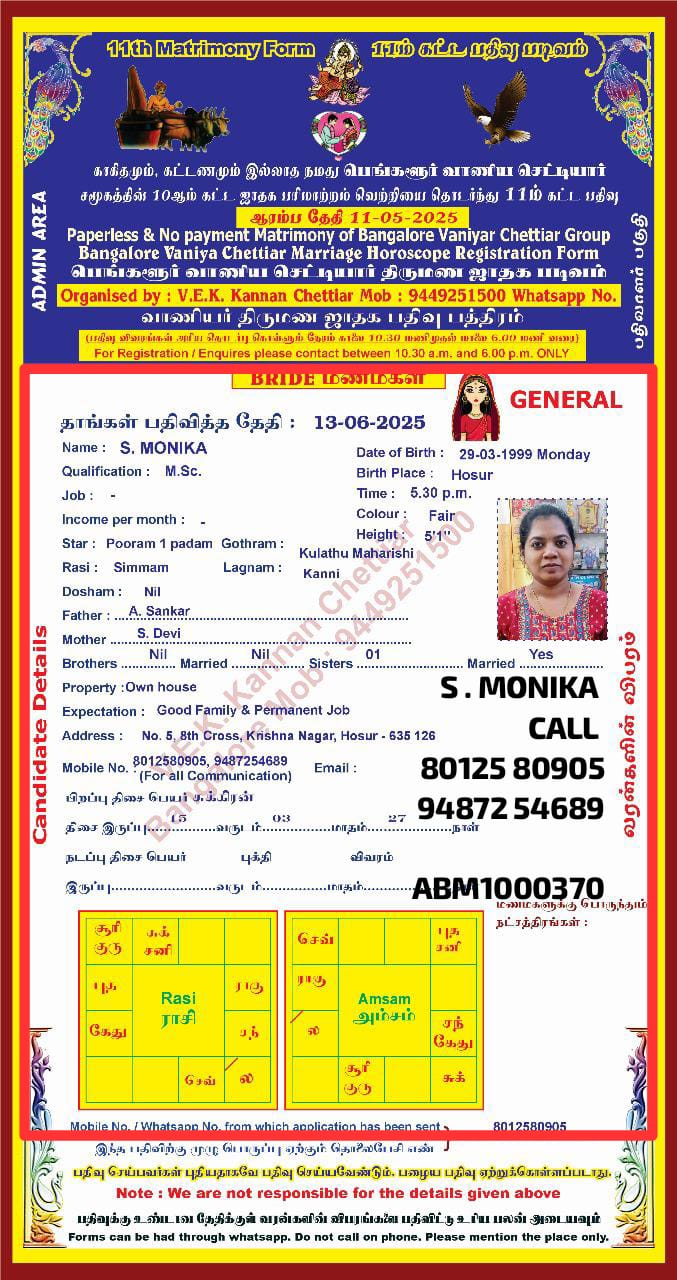 11th Matrimony Form 11ம் கட்ட பதிவு படிவம்
காகிதமும், கட்டணமும் இல்லாத நமது பெங்களூர் வாணிய செட்டியார்
சமூகத்தின் 10ஆம் கட்ட ஜாதக பரிமாற்றம் வெற்றியை தொடர்ந்து 11ம் கட்ட பதிவு
ஆரம்ப தேதி 11-05-2025
Paperless & No payment Matrimony of Bangalore Vaniyar Chettiar Group
Bangalore Vaniya Chettiar Marriage Horoscope Registration Form
பெங்களூர் வாணிய செட்டியார் திருமண ஜாதக படிவம்
Organised by : V.E.K. Kannan Chettiar Mob : 9449251500 Whatsapp No.
வாணியர் திருமண ஜாதக பதிவு பத்திரம்
(பதிவு விவரங்கள் அறிய தொடர்பு கொள்ளும் நேரம் காலை 10.30 மணிமுதல் மாலை 6.00 மணி வரை)
For Registration / Enquires please contact between 10.30 a.m. and 6.00 p.m. ONLY
ADMIN AREA
பதிவாளர் பகுதி
BRIDE மணமகள்
GENERAL
தாங்கள் பதிவித்த தேதி : 13-06-2025
Name : S. MONIKA
Date of Birth : 29-03-1999 Monday
Qualification : M.Sc.
Birth Place : Hosur
Job : -
Time : 5.30 p.m.
Income per month : -
Colour : Fair
Height : 5'1"
Star : Pooram 1 padam Gothram : Kulathu Maharishi
Rasi : Simmam Lagnam : Kanni
Dosham : Nil
Father : A. Sankar
Mother S. Devi
Brothers Nil Married Nil Sisters 01 Married Yes
Property : Own house
Expectation : Good Family & Permanent Job
Address : No. 5, 8th Cross, Krishna Nagar, Hosur - 635 126
Mobile No. : 8012580905, 9487254689 Email :
(For all Communication)
S . MONIKA
CALL
80125 80905
94872 54689
ABM1000370
பிறப்பு திசை பெயர் சுக்கிரன்
திசை இருப்பு 15 வருடம் 03 மாதம் 27 நாள்
நடப்பு திசை பெயர் புக்தி விவரம்
இருப்பு வருடம் மாதம்
மணமகளுக்கு பொருந்தும்
நட்சத்திரங்கள் :
Candidate Details
வரன்களின் விபரம்
V.E.K. Kannan Chettiar
Bangalore Mob : 9449251500
சூரி குரு
சுக் சனி
புத
ராகு
Rasi
ராசி
கேது
சந்
செவ்
ல
செவ்
புத சனி
ராகு
Amsam
அம்சம்
ல
சந் கேது
சூரி குரு
சுக்
Mobile No. / Whatsapp No. from which application has been sent } 8012580905
இந்த பதிவிற்கு முழு பொருப்பு ஏற்கும் தொலைபேசி எண்
பதிவு செய்பவர்கள் புதியதாகவே பதிவு செய்யவேண்டும். பழைய பதிவு ஏற்றுக்கொள்ளப்படாது.
Note : We are not responsible for the details given above
பதிவுக்கு உண்டான தேதிக்குள் வரன்களின் விபரங்களை பதிவிட்டு உரிய பலன் அடையவும்
Forms can be had through whatsapp. Do not call on phone. Please mention the place only.